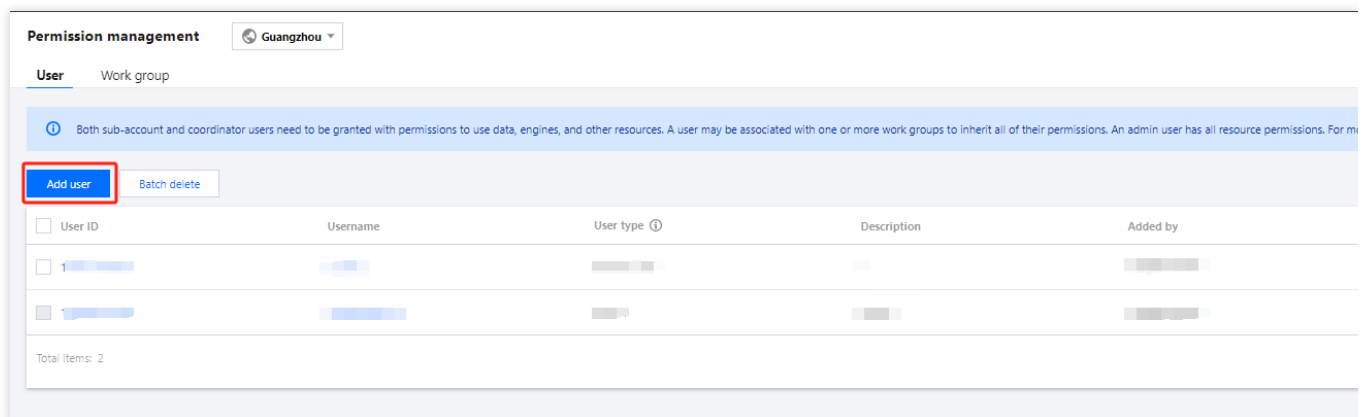 Permission management Guangzhou
User Work group
Both sub-account and coordinator users need to be granted with permissions to use data, engines, and other resources. A user may be associated with one or more work groups to inherit all of their permissions. An admin user has all resource permissions. For
Add user Batch delete
User ID Username User type Description Added by
Total items: 2